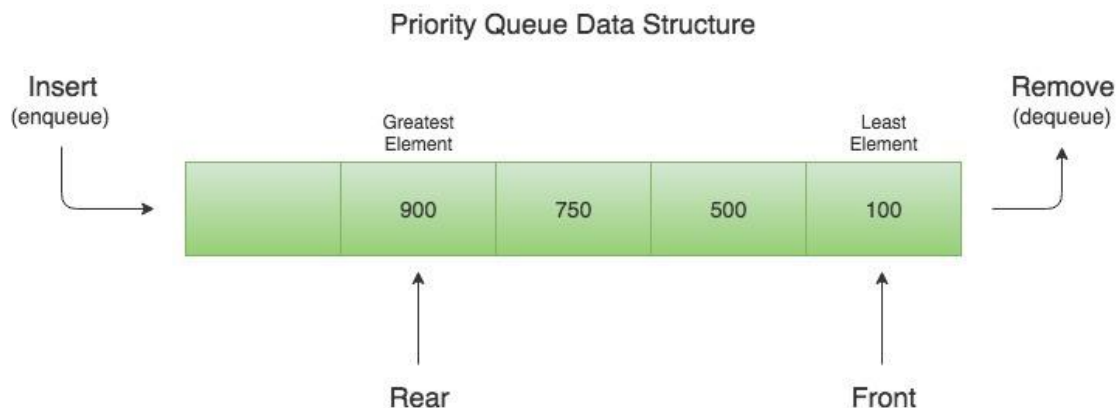 Priority Queue Data Structure
Insert
(enqueue)
Remove
(dequeue)
Greatest
Element
Least
Element
900 750 500 100
Rear Front